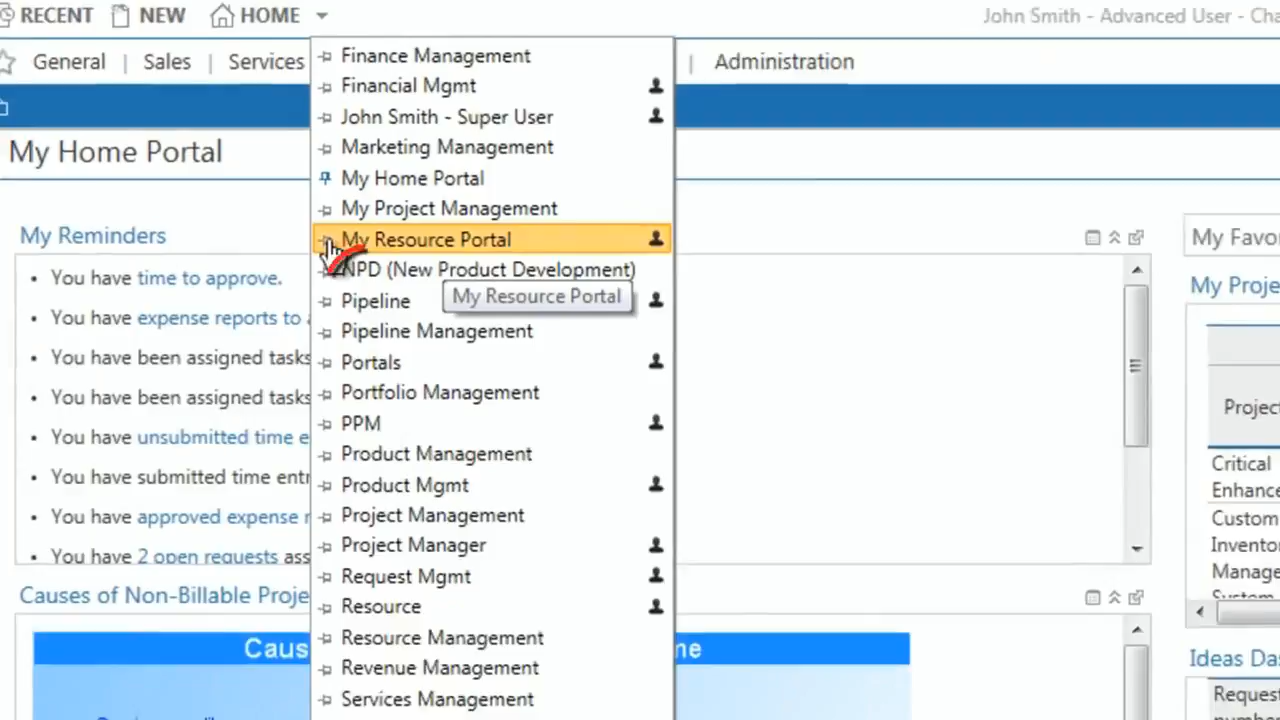 RECENT NEW HOME
John Smith - Advanced User - Cha
General | Sales | Services | Administration
My Home Portal
Finance Management
Financial Mgmt
John Smith - Super User
Marketing Management
My Home Portal
My Project Management
My Resource Portal
NPD (New Product Development)
My Resource Portal
Pipeline
Pipeline Management
Portals
Portfolio Management
PPM
Product Management
Product Mgmt
Project Management
Project Manager
Request Mgmt
Resource
Resource Management
Revenue Management
Services Management
My Reminders
• You have time to approve.
• You have expense reports to
• You have been assigned tasks
• You have been assigned tasks
• You have unsubmitted time e
• You have submitted time entr
• You have approved expense r
• You have 2 open requests ass
Causes of Non-Billable Proje
Caus
me
My Favo
My Proje
Project
Critical
Enhance
Custom
Inventor
Manage
System
Ideas Das
Request
number